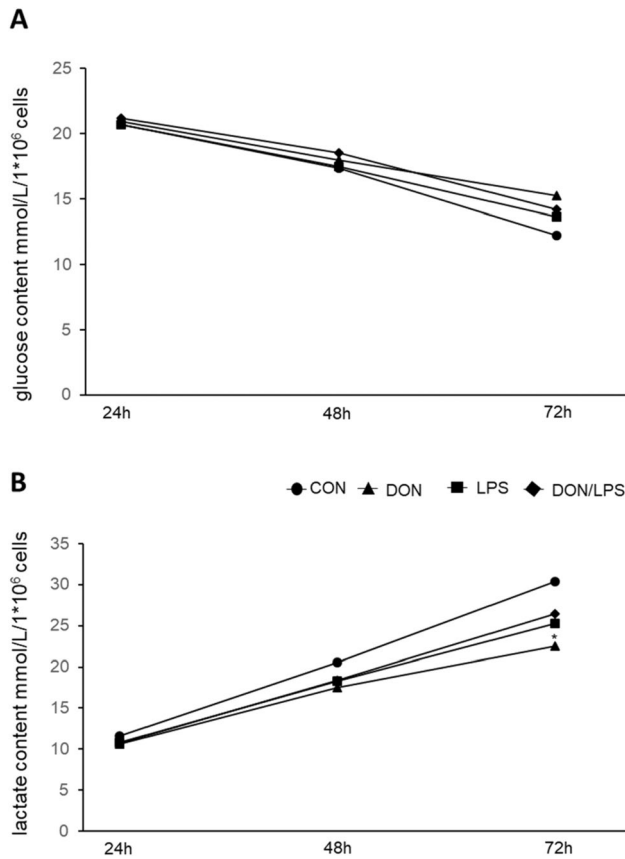 A
glucose content mmol/L/1*10⁶ cells
25
20
15
10
5
0
24h 48h 72h
B
CON DON LPS DON/LPS
lactate content mmol/L/1*10⁶ cells
35
30
25
20
15
10
5
0
*
24h 48h 72h